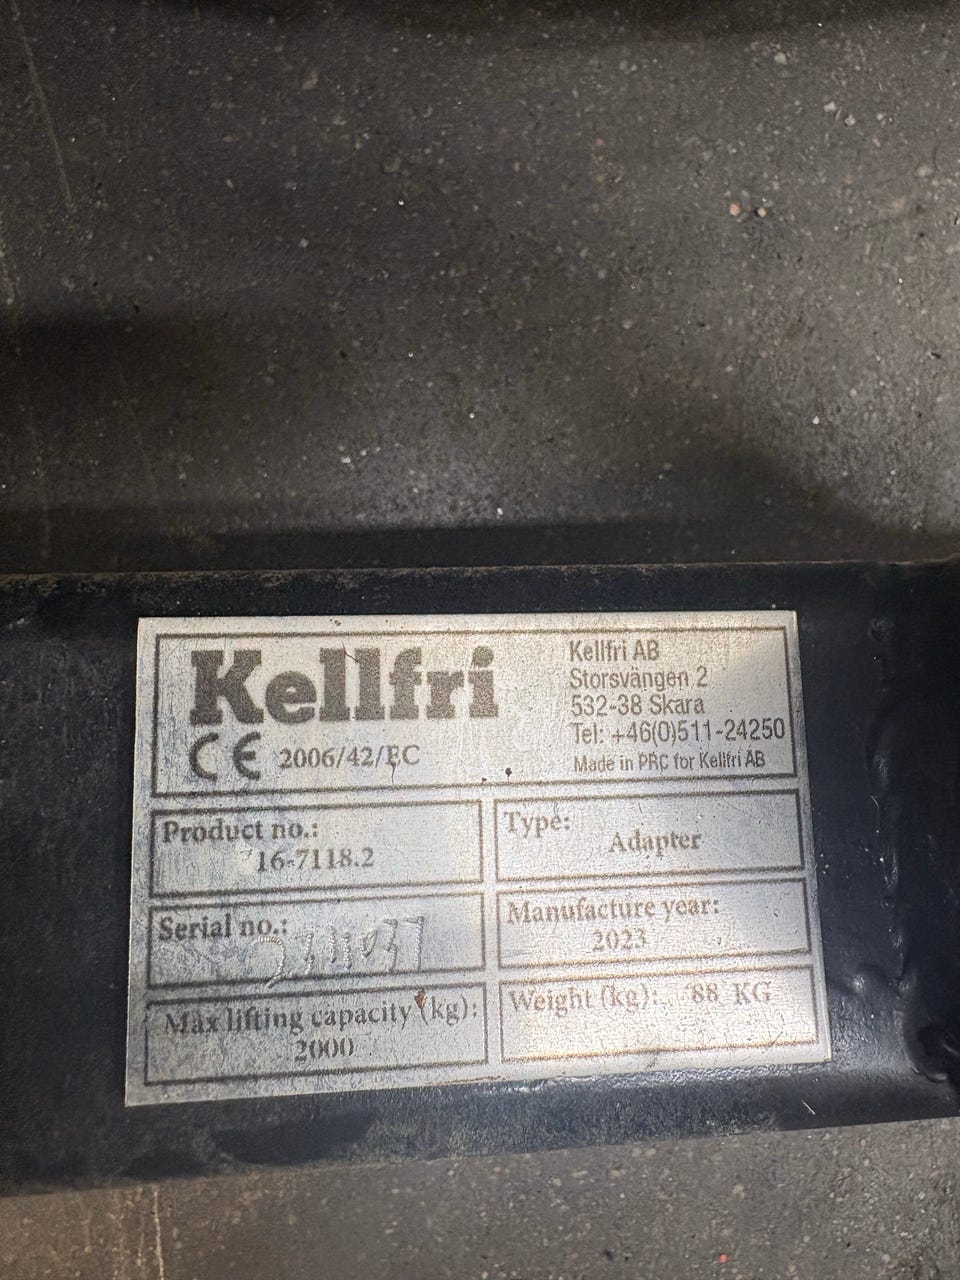 Kellfri
CE 2006/42/EC
Kellfri AB
Storsvängen 2
532-38 Skara
Tel: +46(0)511-24250
Made in PRC for Kellfri AB
Product no.:
16-7118.2
Type:
Adapter
Serial no.:
Manufacture year:
2023
Max lifting capacity (kg):
2000
Weight (kg): 88 KG